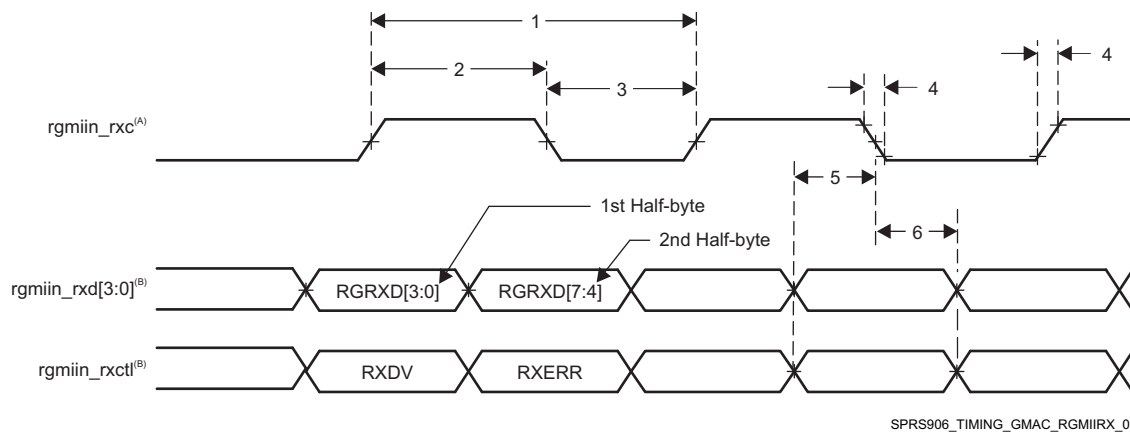 1
2
3
4
4
rgmiin_rxc(A)
5
1st Half-byte
6
2nd Half-byte
rgmiin_rxd[3:0](B)
RGRXD[3:0]
RGRXD[7:4]
rgmiin_rxctl(B)
RXDV
RXERR